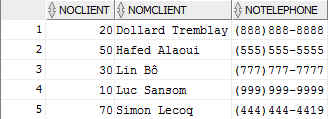 NOCLIENT NOMCLIENT NOTELEPHONE
1 20 Dollard Tremblay (888)888-8888
2 50 Hafed Alaoui (555)555-5555
3 30 Lin Bô (777)777-7777
4 10 Luc Sansom (999)999-9999
5 70 Simon Lecoq (444)444-4419